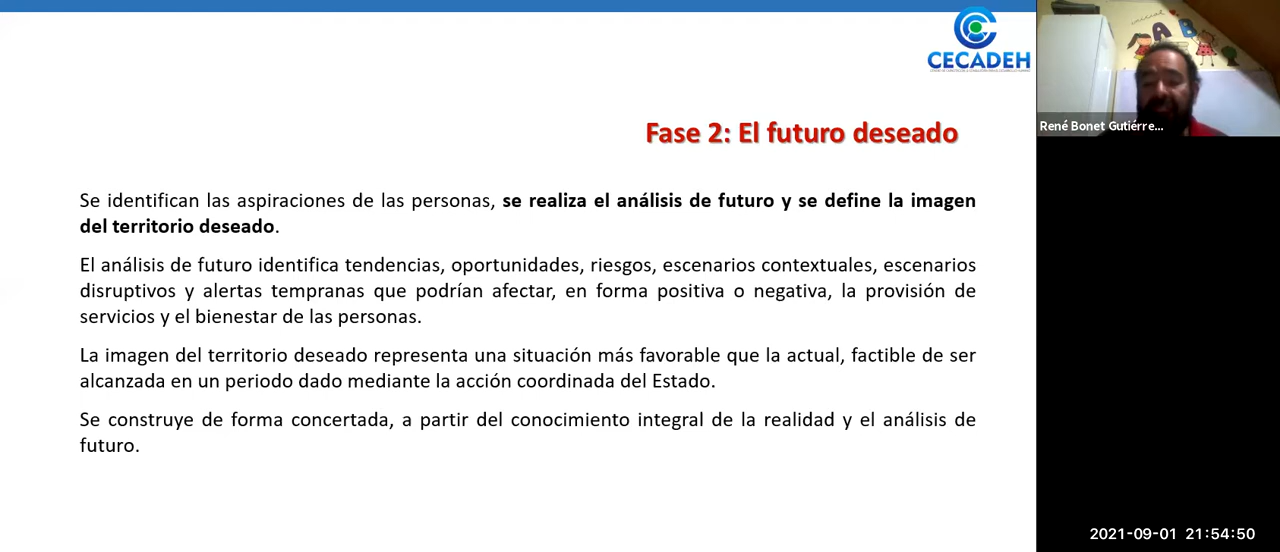 CECADEH
Fase 2: El futuro deseado
Se identifican las aspiraciones de las personas, se realiza el análisis de futuro y se define la imagen
del territorio deseado.
El análisis de futuro identifica tendencias, oportunidades, riesgos, escenarios contextuales, escenarios
disruptivos y alertas tempranas que podrían afectar, en forma positiva o negativa, la provisión de
servicios y el bienestar de las personas.
La imagen del territorio deseado representa una situación más favorable que la actual, factible de ser
alcanzada en un periodo dado mediante la acción coordinada del Estado.
Se construye de forma concertada, a partir del conocimiento integral de la realidad y el análisis de
futuro.
A B
René Bonet Gutiérre...
2021-09-01 21:54:50